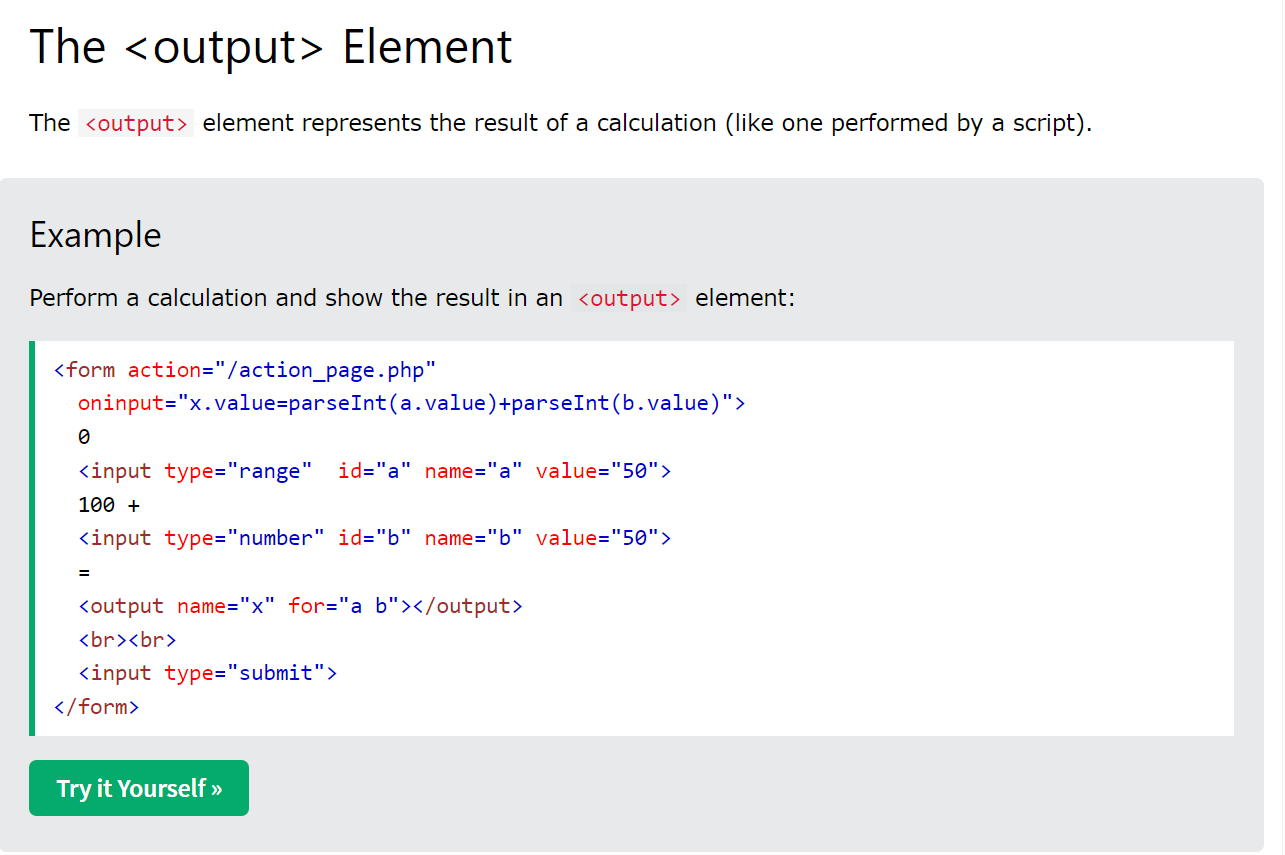 The <output> Element
The <output> element represents the result of a calculation (like one performed by a script).
Example
Perform a calculation and show the result in an <output> element:
<form action="/action_page.php"
  oninput="x.value=parseInt(a.value)+parseInt(b.value)">
  0
  <input type="range"  id="a" name="a" value="50">
  100 +
  <input type="number" id="b" name="b" value="50">
  =
  <output name="x" for="a b"></output>
  <br><br>
  <input type="submit">
</form>
Try it Yourself »